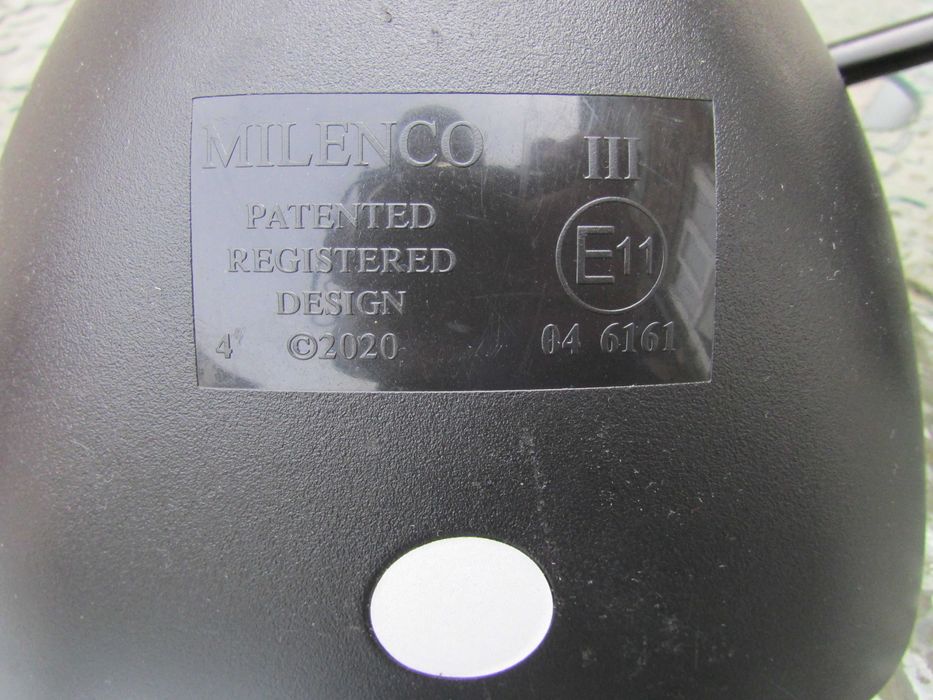 MILENCO III
PATENTED
REGISTERED
DESIGN
E11
4 ©2020
04 6161